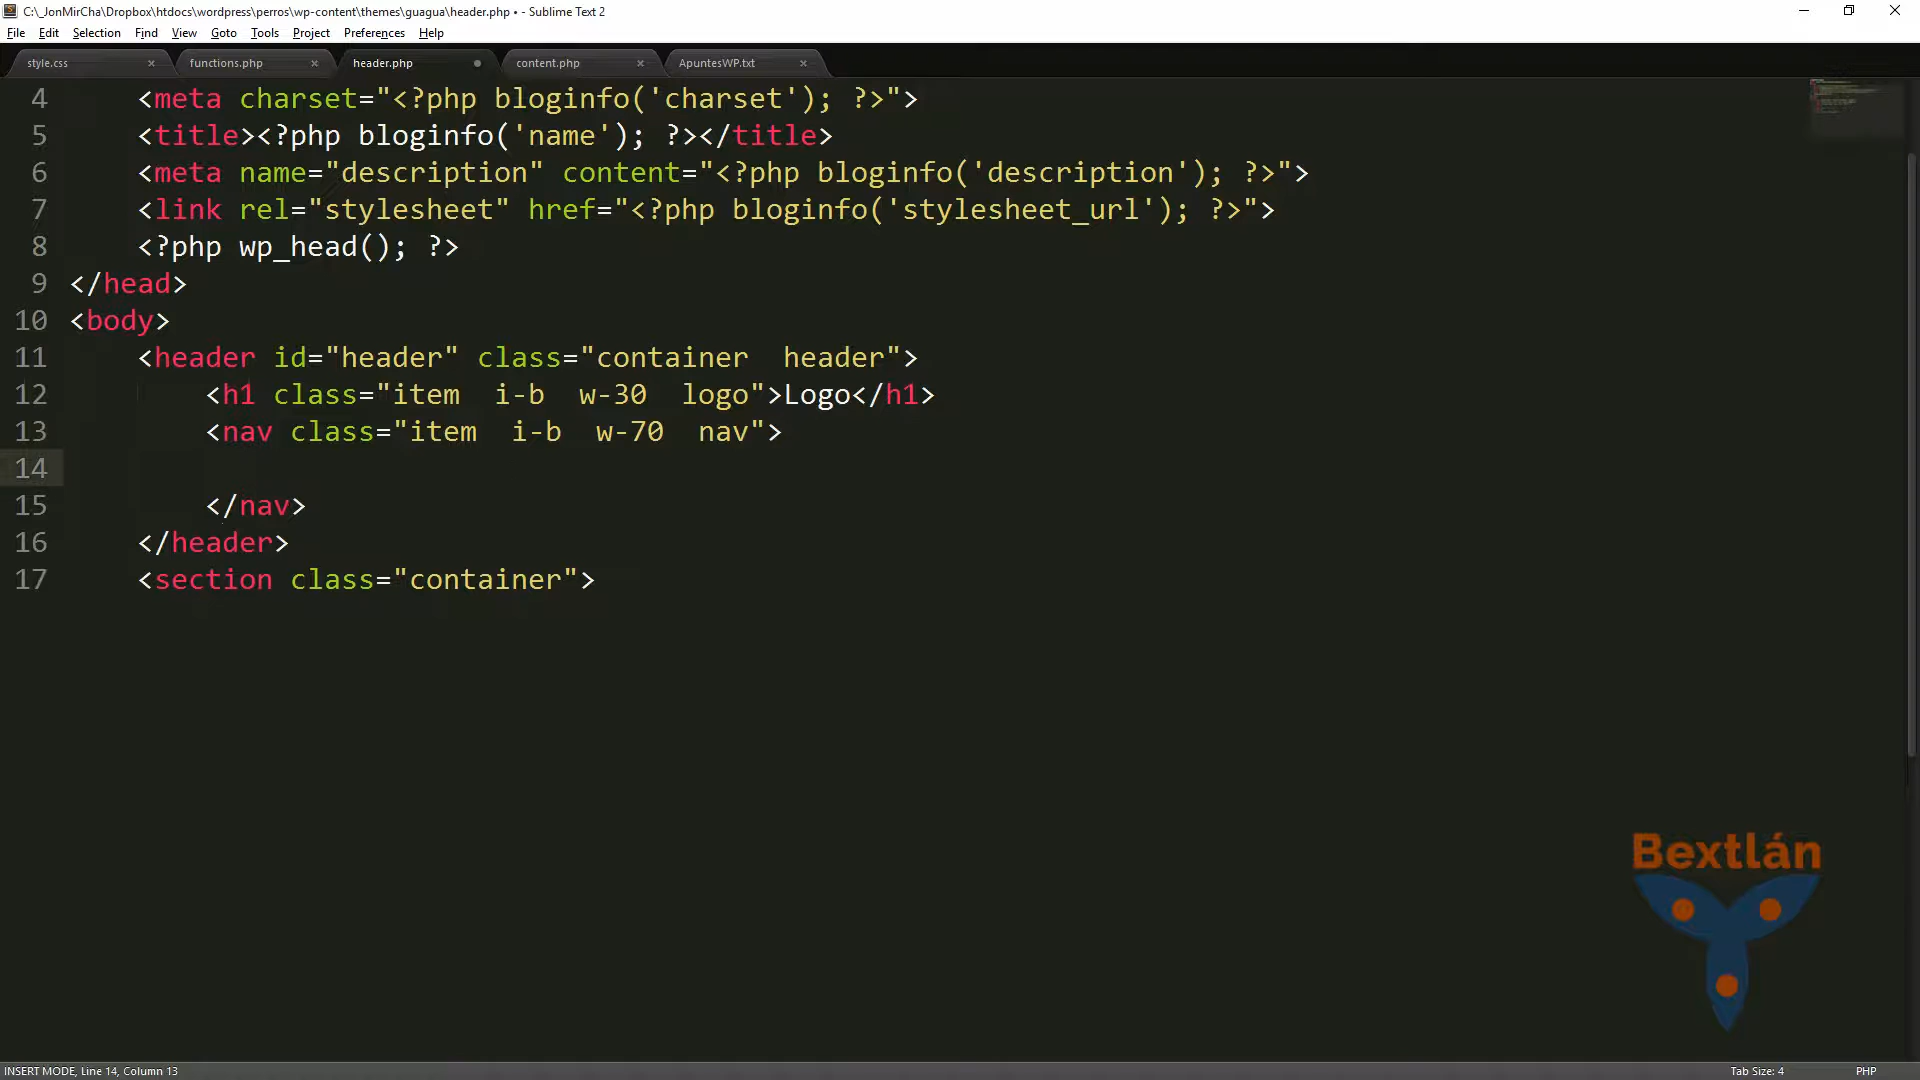 C:\_JonMirCha\Dropbox\htdocs\wordpress\perros\wp-content\themes\guagua\header.php • - Sublime Text 2
File Edit Selection Find View Goto Tools Project Preferences Help
style.css × functions.php × header.php content.php × ApuntesWP.txt ×
4 <meta charset="<?php bloginfo('charset'); ?>">
5 <title><?php bloginfo('name'); ?></title>
6 <meta name="description" content="<?php bloginfo('description'); ?>">
7 <link rel="stylesheet" href="<?php bloginfo('stylesheet_url'); ?>">
8 <?php wp_head(); ?>
9 </head>
10 <body>
11 <header id="header" class="container  header">
12 <h1 class="item  i-b  w-30  logo">Logo</h1>
13 <nav class="item  i-b  w-70  nav">
14
15 </nav>
16 </header>
17 <section class="container">
Bextlán
INSERT MODE, Line 14, Column 13 Tab Size: 4 PHP